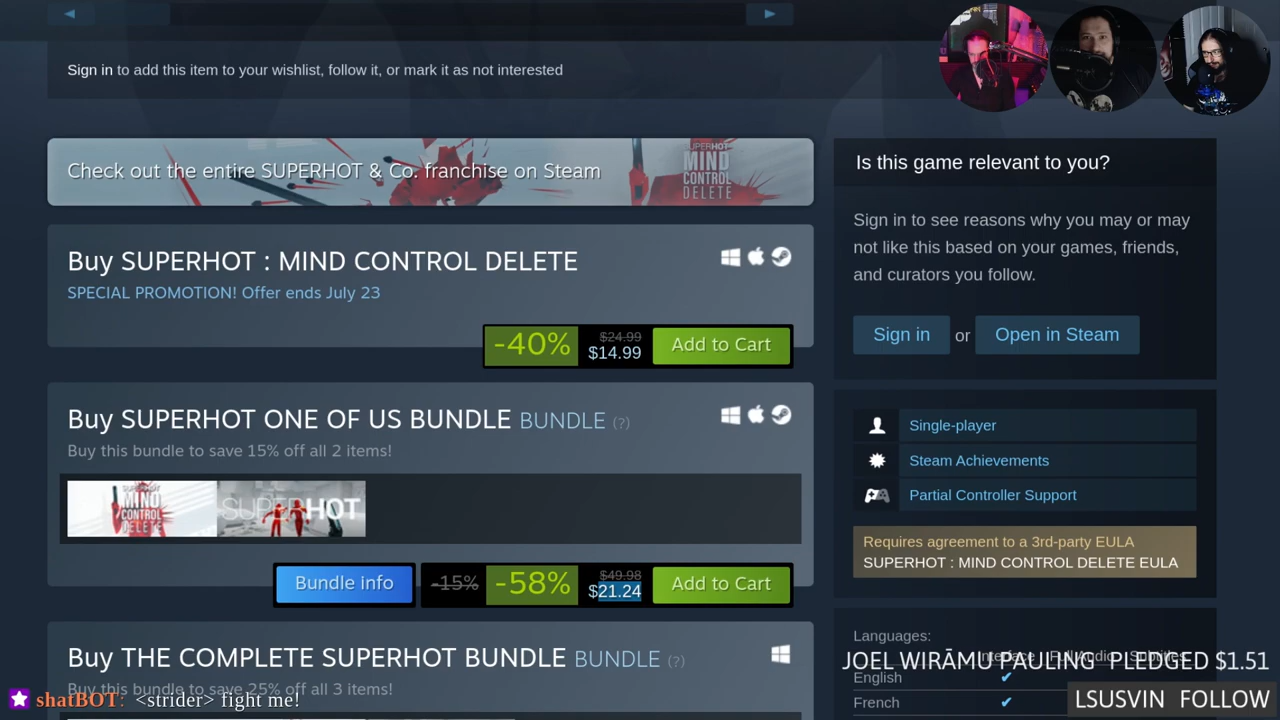 Sign in to add this item to your wishlist, follow it, or mark it as not interested
Check out the entire SUPERHOT & Co. franchise on Steam
SUPERHOT
MIND
CONTROL
DELETE
Buy SUPERHOT : MIND CONTROL DELETE
SPECIAL PROMOTION! Offer ends July 23
-40%
$24.99
$14.99
Add to Cart
Buy SUPERHOT ONE OF US BUNDLE BUNDLE (?)
Buy this bundle to save 15% off all 2 items!
MIND
CONTROL
DELETE
SUPERHOT
Bundle info
-15%
-58%
$49.98
$21.24
Add to Cart
Buy THE COMPLETE SUPERHOT BUNDLE BUNDLE (?)
Buy this bundle to save 25% off all 3 items!
shatBOT: <strider> fight me!
Is this game relevant to you?
Sign in to see reasons why you may or may
not like this based on your games, friends,
and curators you follow.
Sign in or Open in Steam
Single-player
Steam Achievements
Partial Controller Support
Requires agreement to a 3rd-party EULA
SUPERHOT : MIND CONTROL DELETE EULA
Languages:
Interface Full Audio Subtitles
JOEL WIRĀMU PAULING PLEDGED $1.51
English ✔
French ✔
LSUSVIN FOLLOW